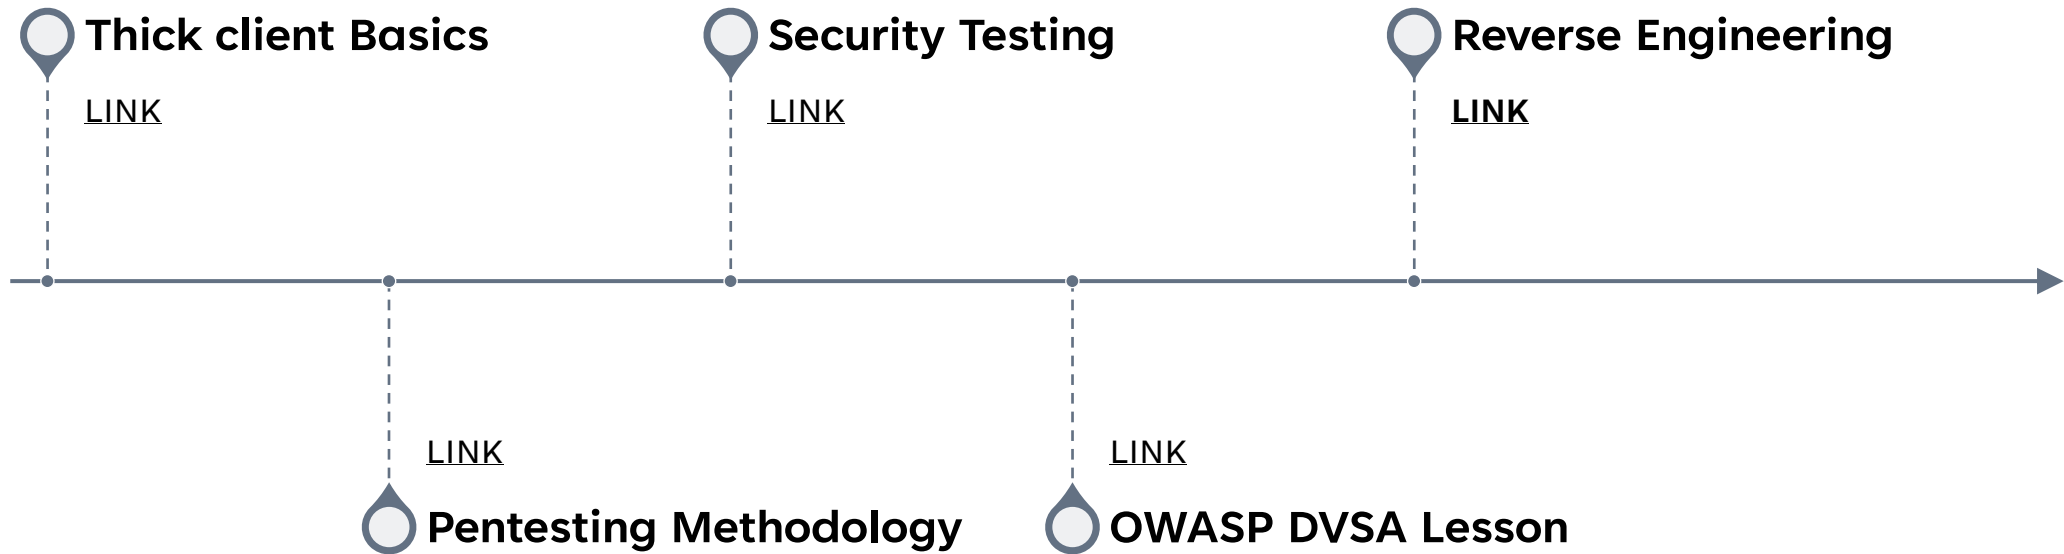 Thick client Basics
LINK
Security Testing
LINK
Reverse Engineering
LINK
LINK
Pentesting Methodology
LINK
OWASP DVSA Lesson